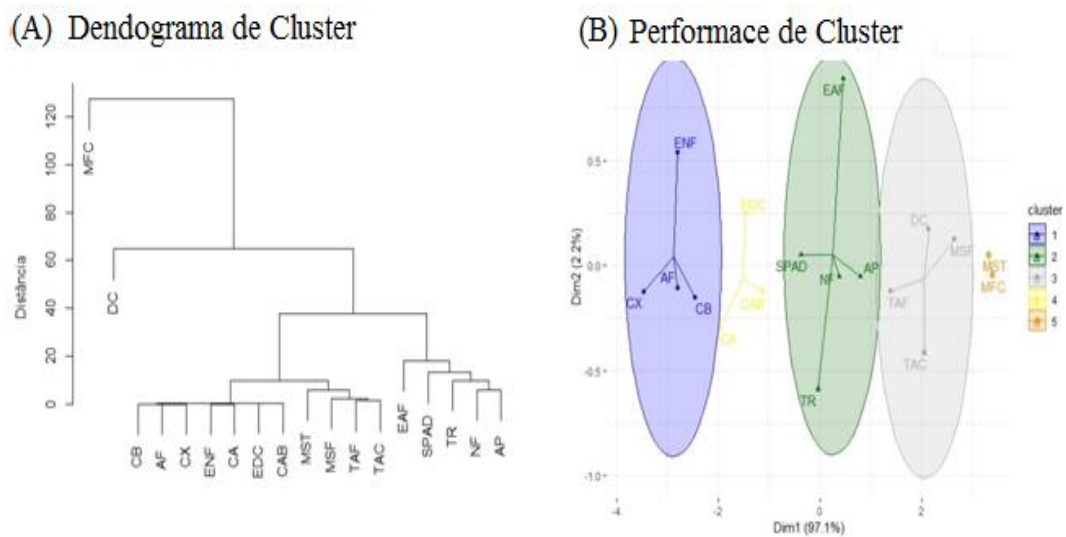 (A) Dendograma de Cluster
Distância
120
100
80
60
40
20
0
MFC
DC
CB
AF
CX
ENF
CA
EDC
CAB
MST
MSF
TAF
TAC
EAF
SPAD
TR
NF
AP
(B) Performace de Cluster
Dim2 (2.2%)
0.5
0.0
-0.5
-1.0
EAF
ENF
EDC
DC
MSF
SPAD
AP
MST
NF
MFC
AF
CX
CB
CAB
TAF
CA
TAC
TR
-4
-2
0
2
Dim1 (97.1%)
cluster
1
2
3
4
5